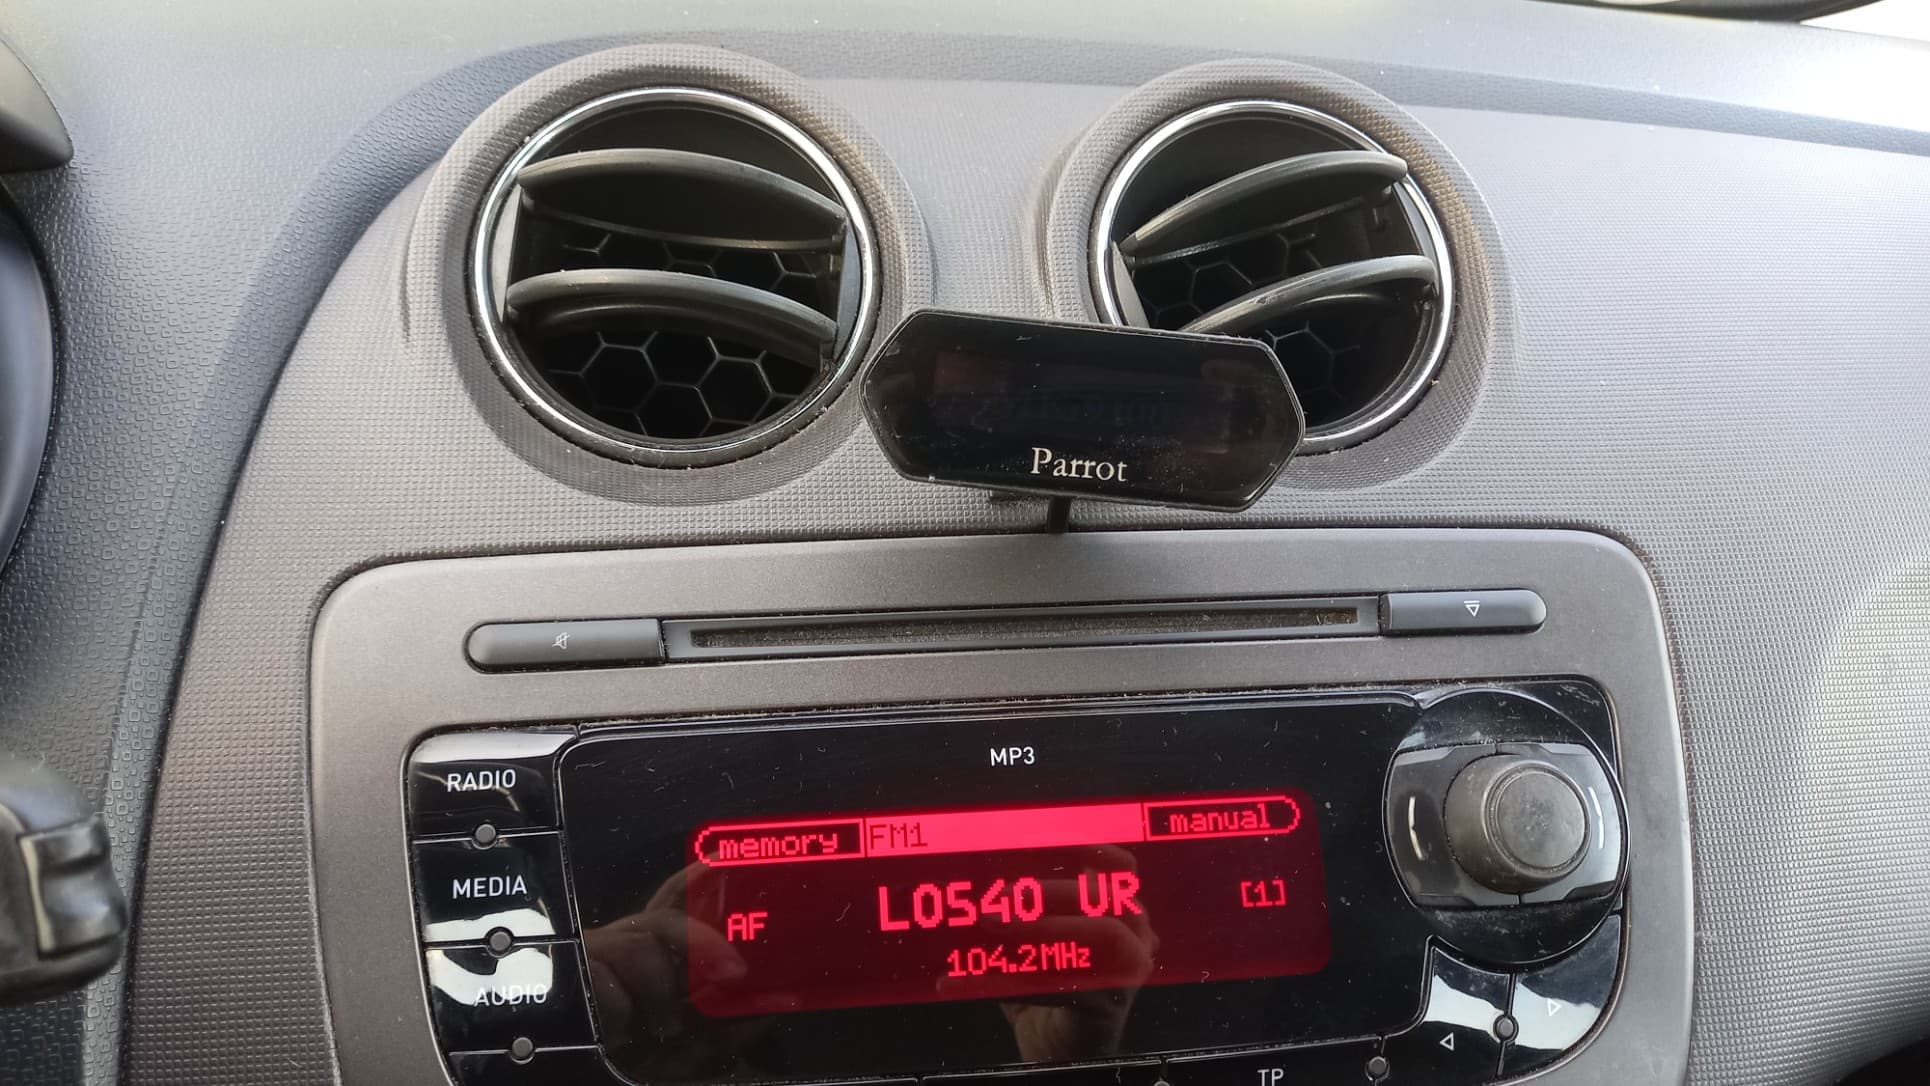 Parrot
MP3
RADIO
memory FM1 manual
MEDIA
LOS40 UR [1]
AF
104.2MHz
AUDIO
TP